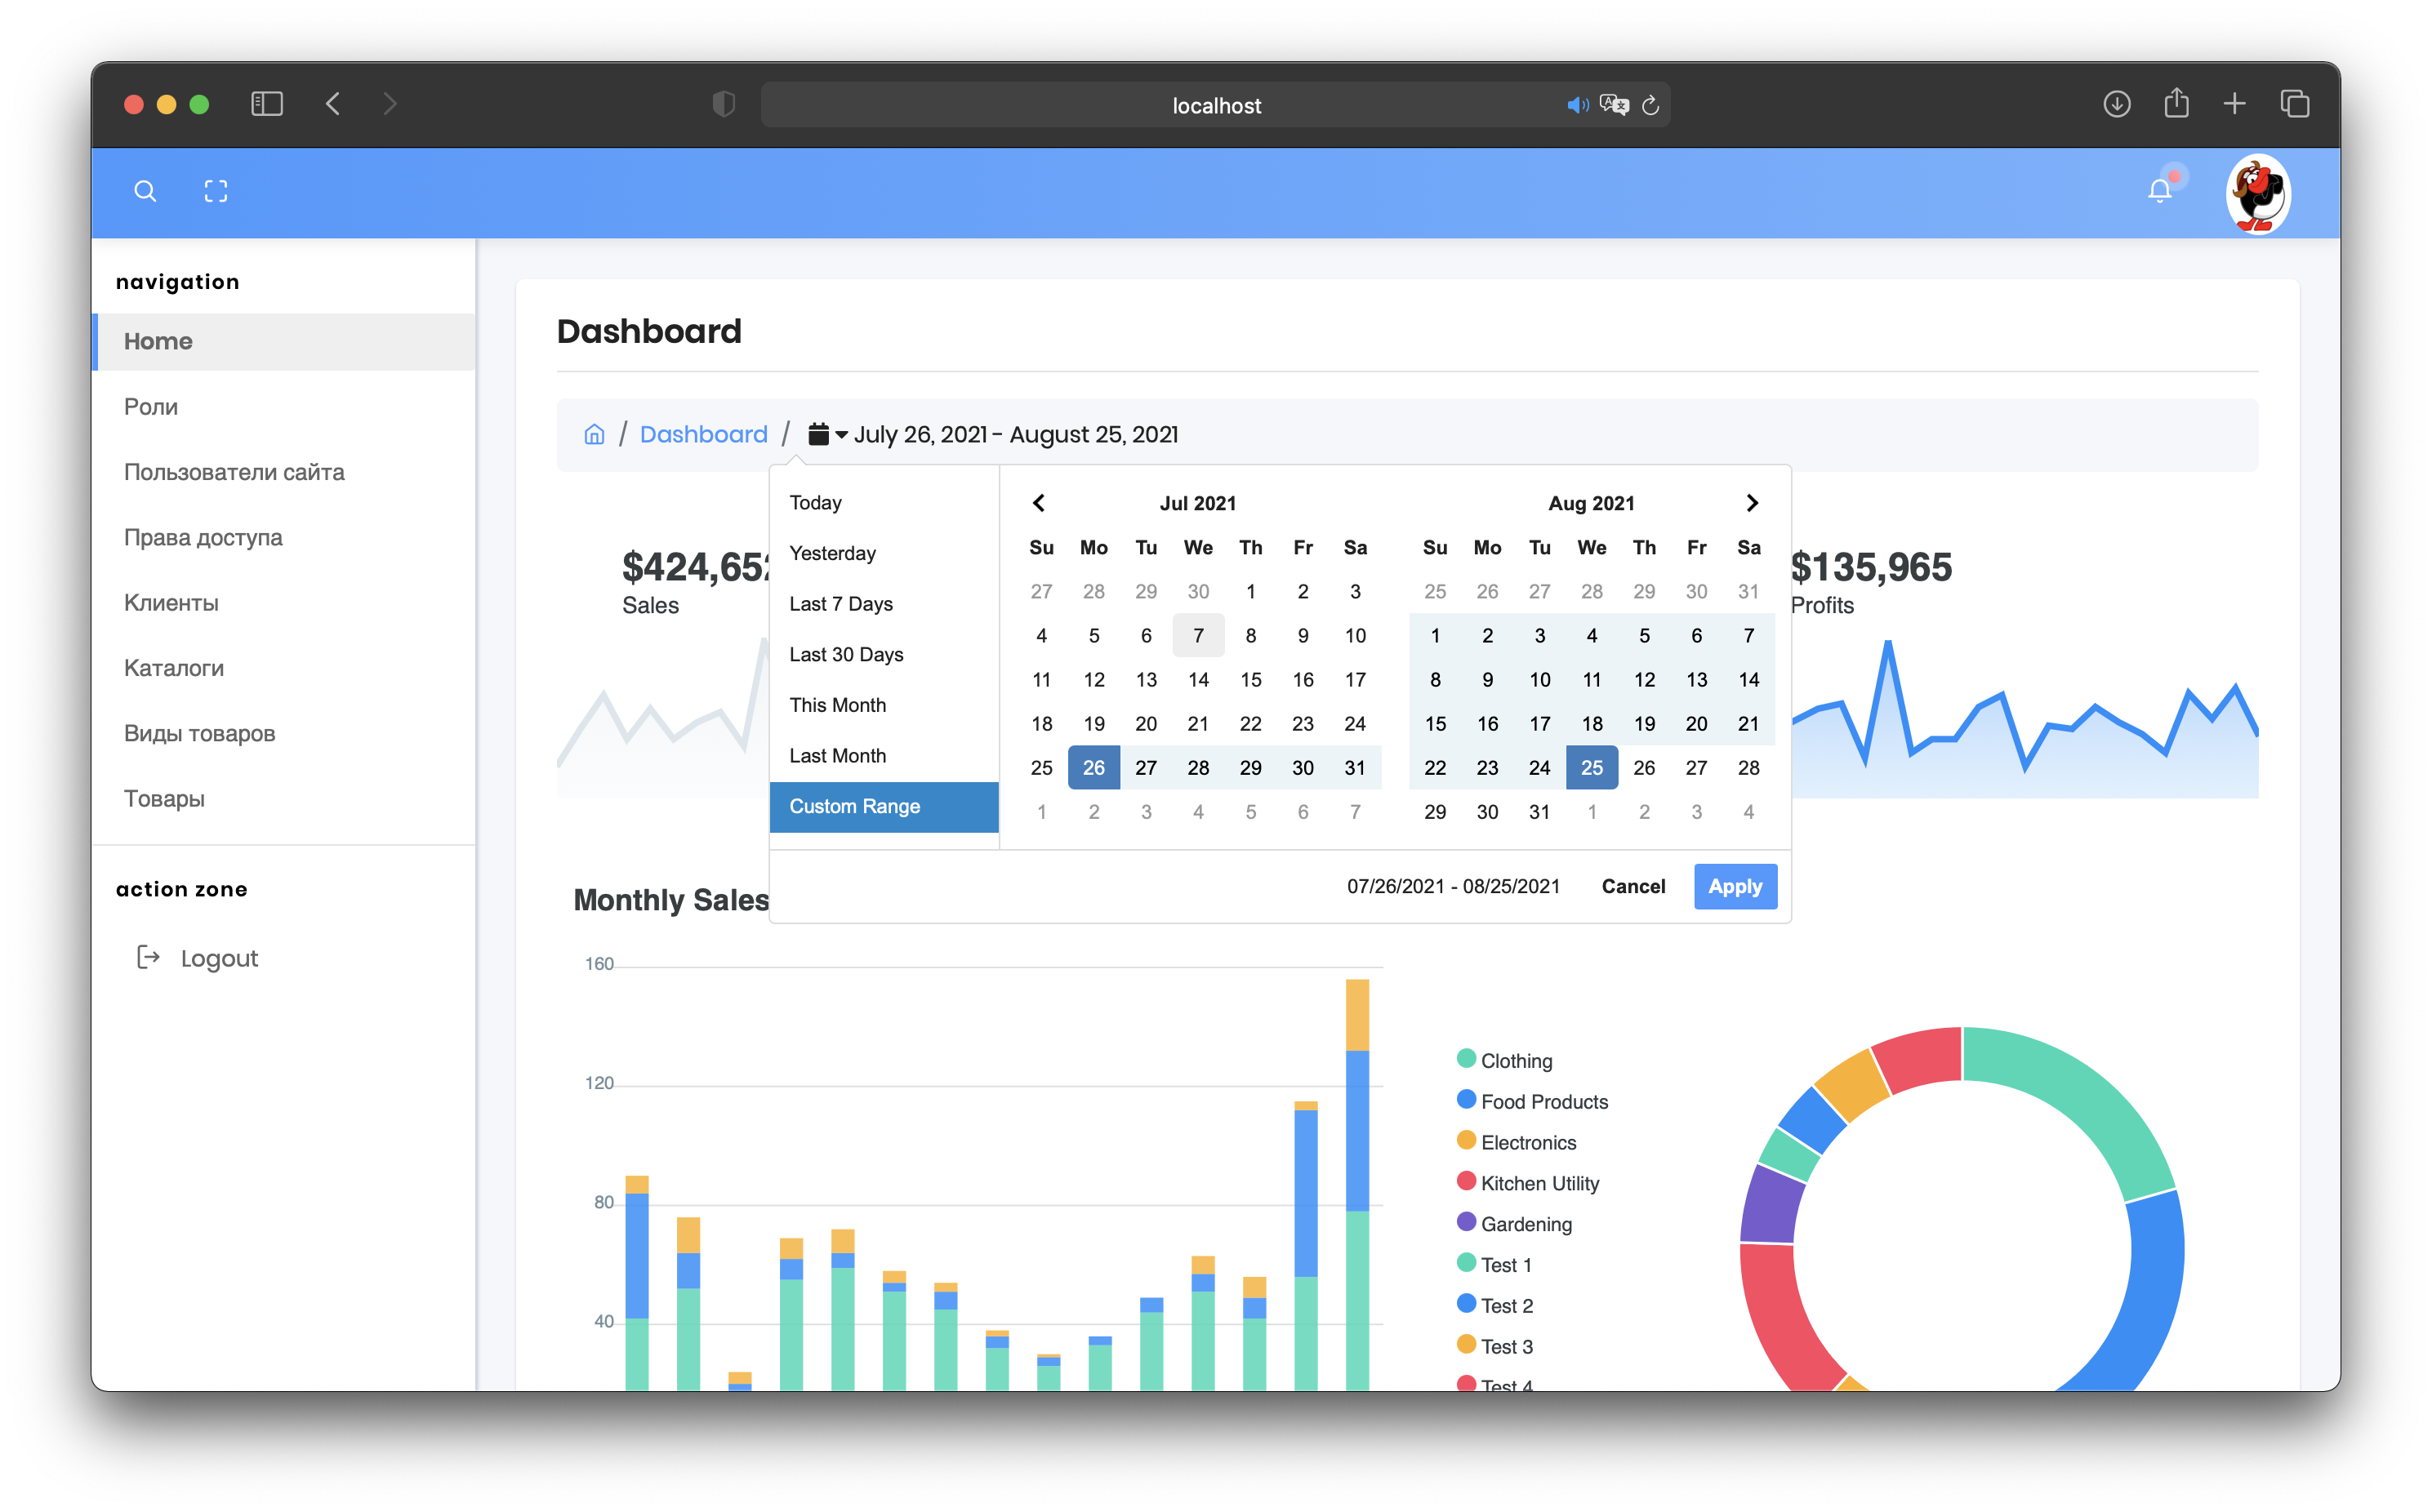 localhost
navigation
Home
Роли
Пользователи сайта
Права доступа
Клиенты
Каталоги
Виды товаров
Товары
action zone
Logout
Dashboard
/ Dashboard / July 26, 2021 - August 25, 2021
$424,652
Sales
$135,965
Profits
Today
Yesterday
Last 7 Days
Last 30 Days
This Month
Last Month
Custom Range
Jul 2021
Su Mo Tu We Th Fr Sa
27 28 29 30 1 2 3
4 5 6 7 8 9 10
11 12 13 14 15 16 17
18 19 20 21 22 23 24
25 26 27 28 29 30 31
1 2 3 4 5 6 7
Aug 2021
Su Mo Tu We Th Fr Sa
25 26 27 28 29 30 31
1 2 3 4 5 6 7
8 9 10 11 12 13 14
15 16 17 18 19 20 21
22 23 24 25 26 27 28
29 30 31 1 2 3 4
07/26/2021 - 08/25/2021 Cancel Apply
Monthly Sales
160
120
80
40
Clothing
Food Products
Electronics
Kitchen Utility
Gardening
Test 1
Test 2
Test 3
Test 4